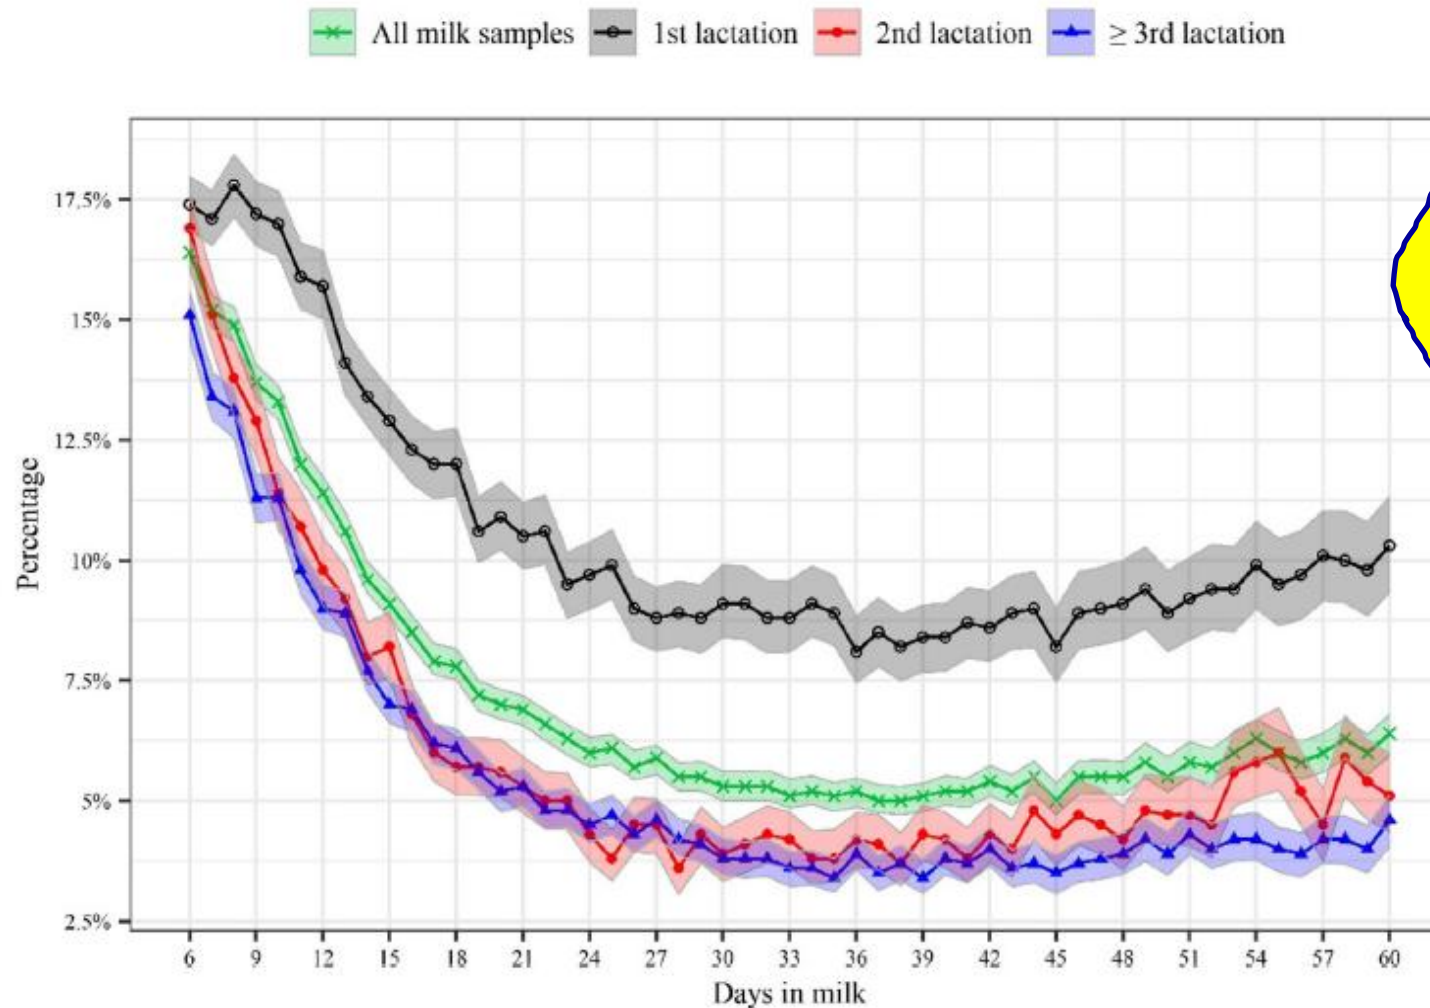 All milk samples 1st lactation 2nd lactation ≥ 3rd lactation
17.5%
15%
12.5%
10%
7.5%
5%
2.5%
Percentage
6 9 12 15 18 21 24 27 30 33 36 39 42 45 48 51 54 57 60
Days in milk